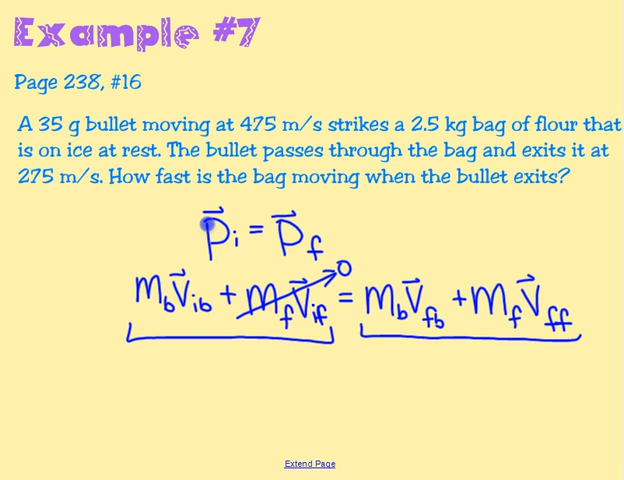 Example #7
Page 238, #16
A 35 g bullet moving at 475 m/s strikes a 2.5 kg bag of flour that
is on ice at rest. The bullet passes through the bag and exits it at
275 m/s. How fast is the bag moving when the bullet exits?
p⃗i = p⃗f
mbv⃗ib + mfv⃗if→0 = mbv⃗fb + mfv⃗ff
Extend Page